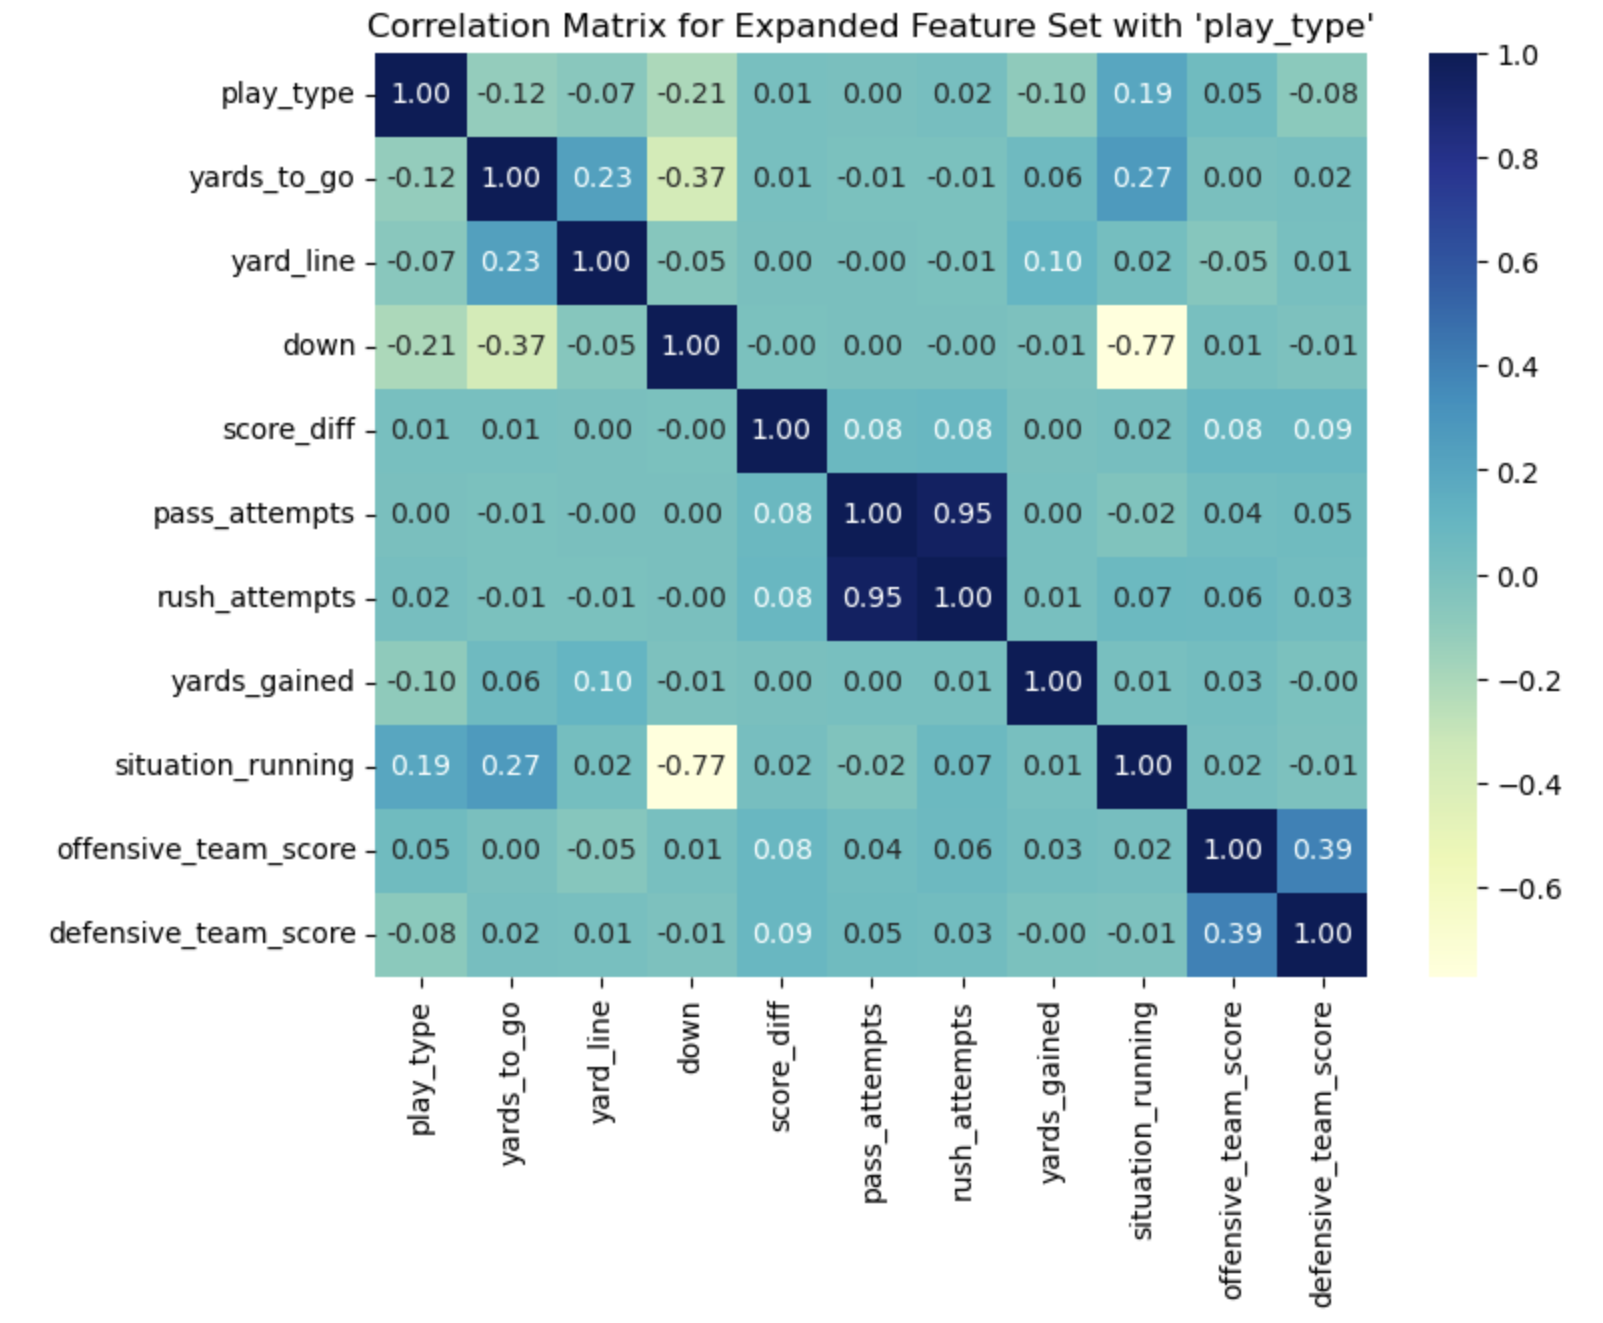 Correlation Matrix for Expanded Feature Set with 'play_type'
play_type 1.00 -0.12 -0.07 -0.21 0.01 0.00 0.02 -0.10 0.19 0.05 -0.08
yards_to_go -0.12 1.00 0.23 -0.37 0.01 -0.01 -0.01 0.06 0.27 0.00 0.02
yard_line -0.07 0.23 1.00 -0.05 0.00 -0.00 -0.01 0.10 0.02 -0.05 0.01
down -0.21 -0.37 -0.05 1.00 -0.00 0.00 -0.00 -0.01 -0.77 0.01 -0.01
score_diff 0.01 0.01 0.00 -0.00 1.00 0.08 0.08 0.00 0.02 0.08 0.09
pass_attempts 0.00 -0.01 -0.00 0.00 0.08 1.00 0.95 0.00 -0.02 0.04 0.05
rush_attempts 0.02 -0.01 -0.01 -0.00 0.08 0.95 1.00 0.01 0.07 0.06 0.03
yards_gained -0.10 0.06 0.10 -0.01 0.00 0.00 0.01 1.00 0.01 0.03 -0.00
situation_running 0.19 0.27 0.02 -0.77 0.02 -0.02 0.07 0.01 1.00 0.02 -0.01
offensive_team_score 0.05 0.00 -0.05 0.01 0.08 0.04 0.06 0.03 0.02 1.00 0.39
defensive_team_score -0.08 0.02 0.01 -0.01 0.09 0.05 0.03 -0.00 -0.01 0.39 1.00
play_type
yards_to_go
yard_line
down
score_diff
pass_attempts
rush_attempts
yards_gained
situation_running
offensive_team_score
defensive_team_score
1.0
0.8
0.6
0.4
0.2
0.0
−0.2
−0.4
−0.6